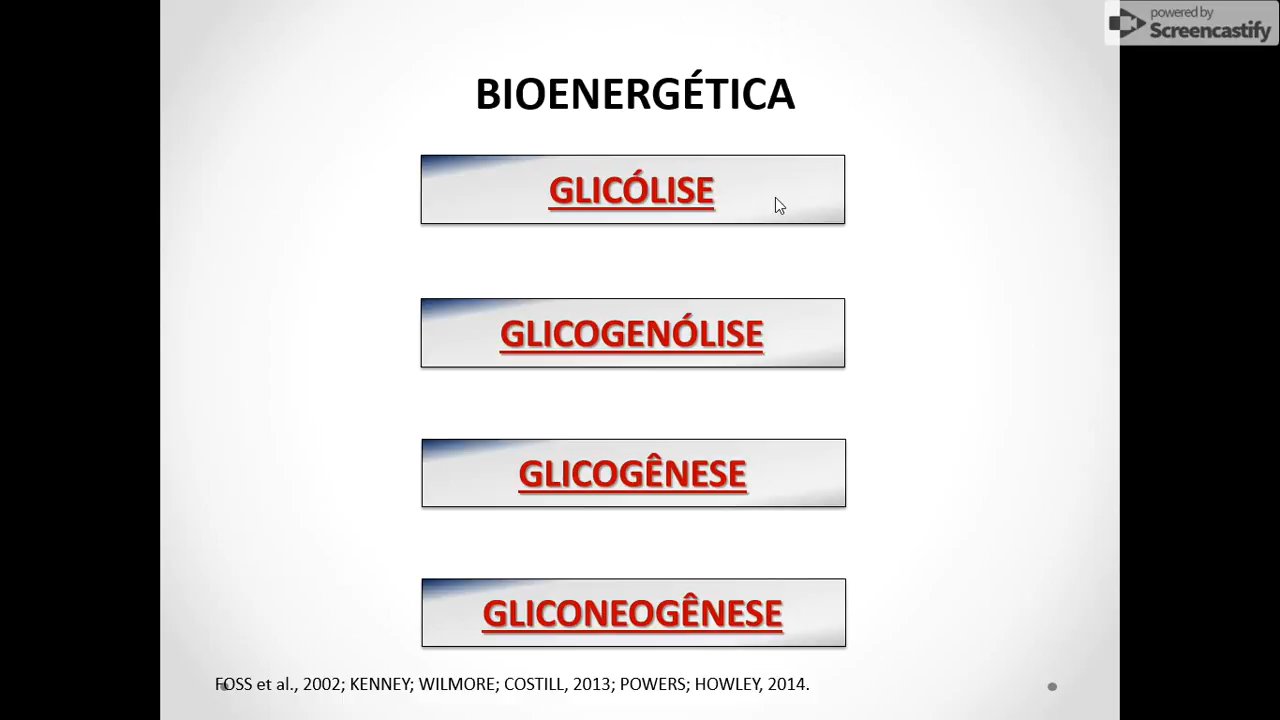 powered by
Screencastify
BIOENERGÉTICA
GLICÓLISE
GLICOGENÓLISE
GLICOGÊNESE
GLICONEOGÊNESE
FOSS et al., 2002; KENNEY; WILMORE; COSTILL, 2013; POWERS; HOWLEY, 2014.